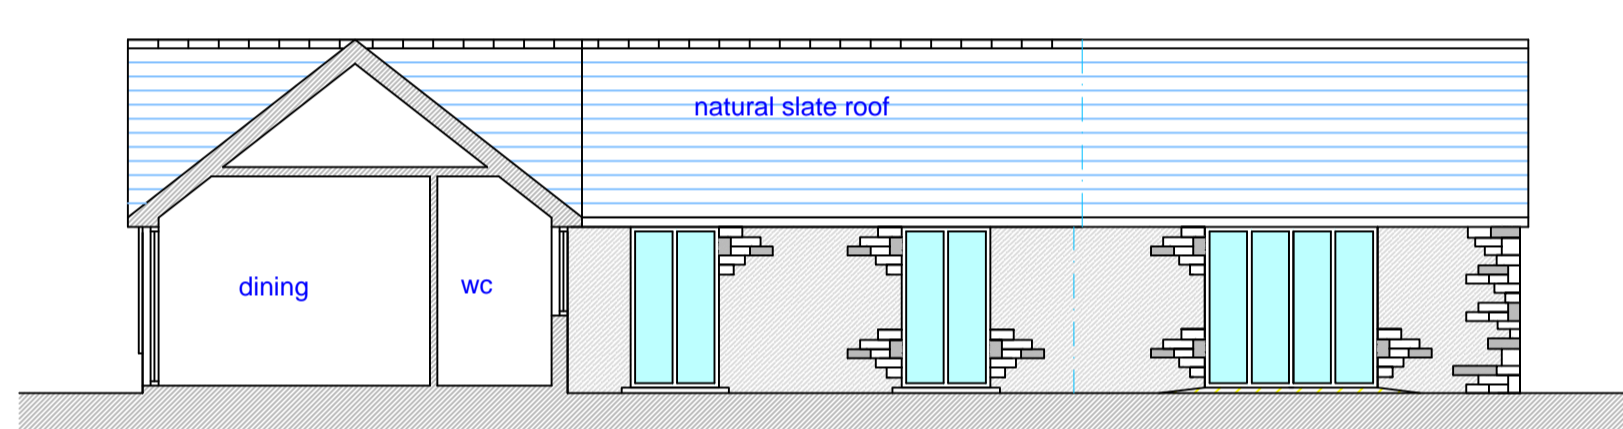 natural slate roof
dining
wc